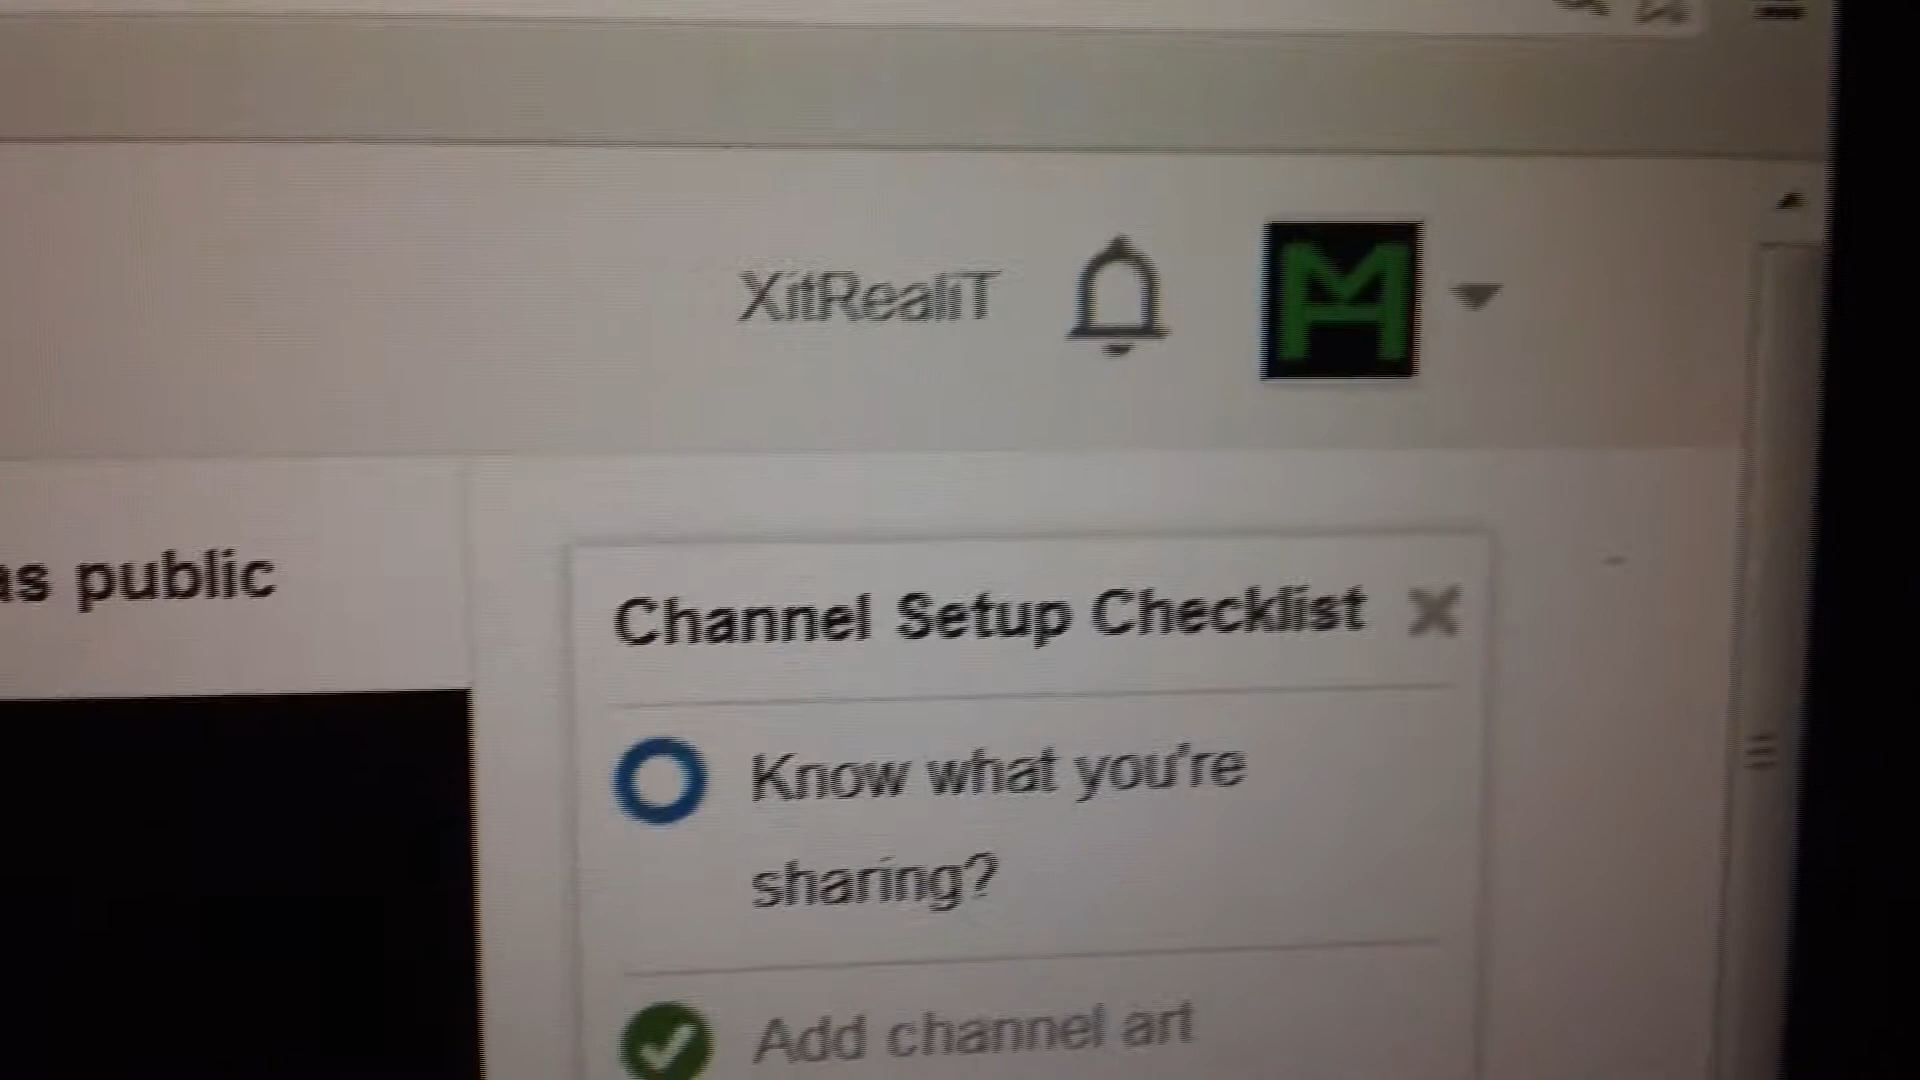 XitRealiT
as public
Channel Setup Checklist
Know what you're
sharing?
Add channel art